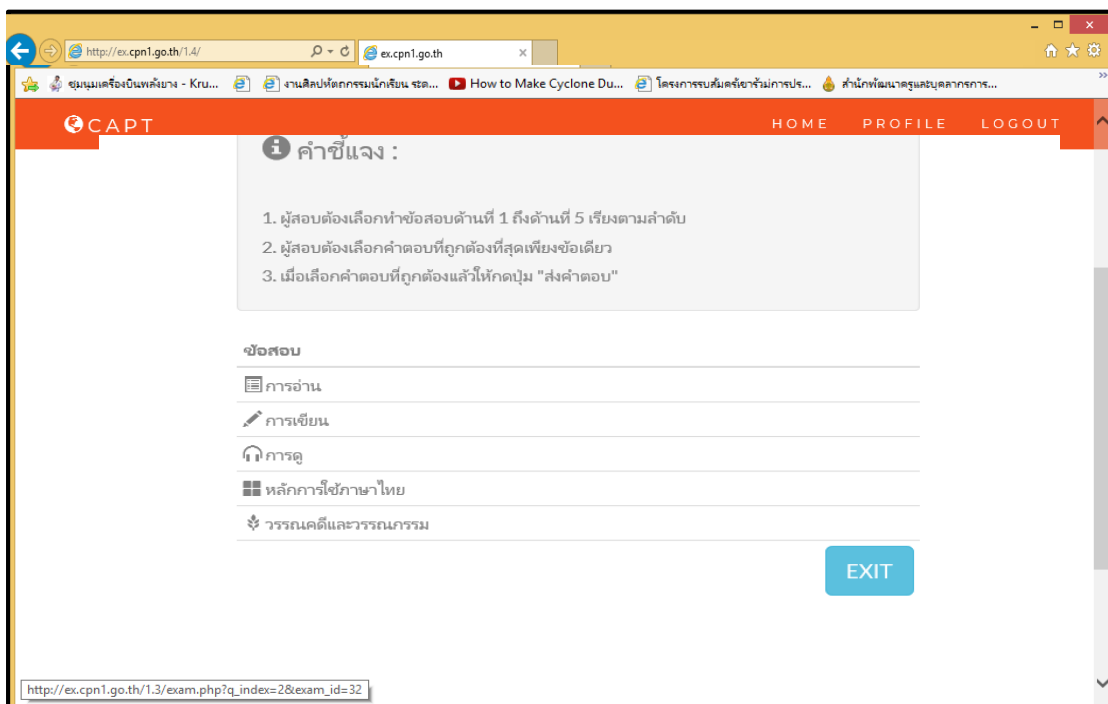 http://ex.cpn1.go.th/1.4/
ex.cpn1.go.th
ชุมนุมเครื่องบินพลังยาง - Kru...
งานศิลปหัตถกรรมนักเรียน ระด...
How to Make Cyclone Du...
โครงการรบสมัครเข้าร่วมการปร...
สำนักพัฒนาครูและบุคลากรการ...
CAPT
HOME PROFILE LOGOUT
คำชี้แจง :
1. ผู้สอบต้องเลือกทำข้อสอบด้านที่ 1 ถึงด้านที่ 5 เรียงตามลำดับ
2. ผู้สอบต้องเลือกคำตอบที่ถูกต้องที่สุดเพียงข้อเดียว
3. เมื่อเลือกคำตอบที่ถูกต้องแล้วให้กดปุ่ม "ส่งคำตอบ"
ข้อสอบ
การอ่าน
การเขียน
การดู
หลักการใช้ภาษาไทย
วรรณคดีและวรรณกรรม
EXIT
http://ex.cpn1.go.th/1.3/exam.php?q_index=2&exam_id=32